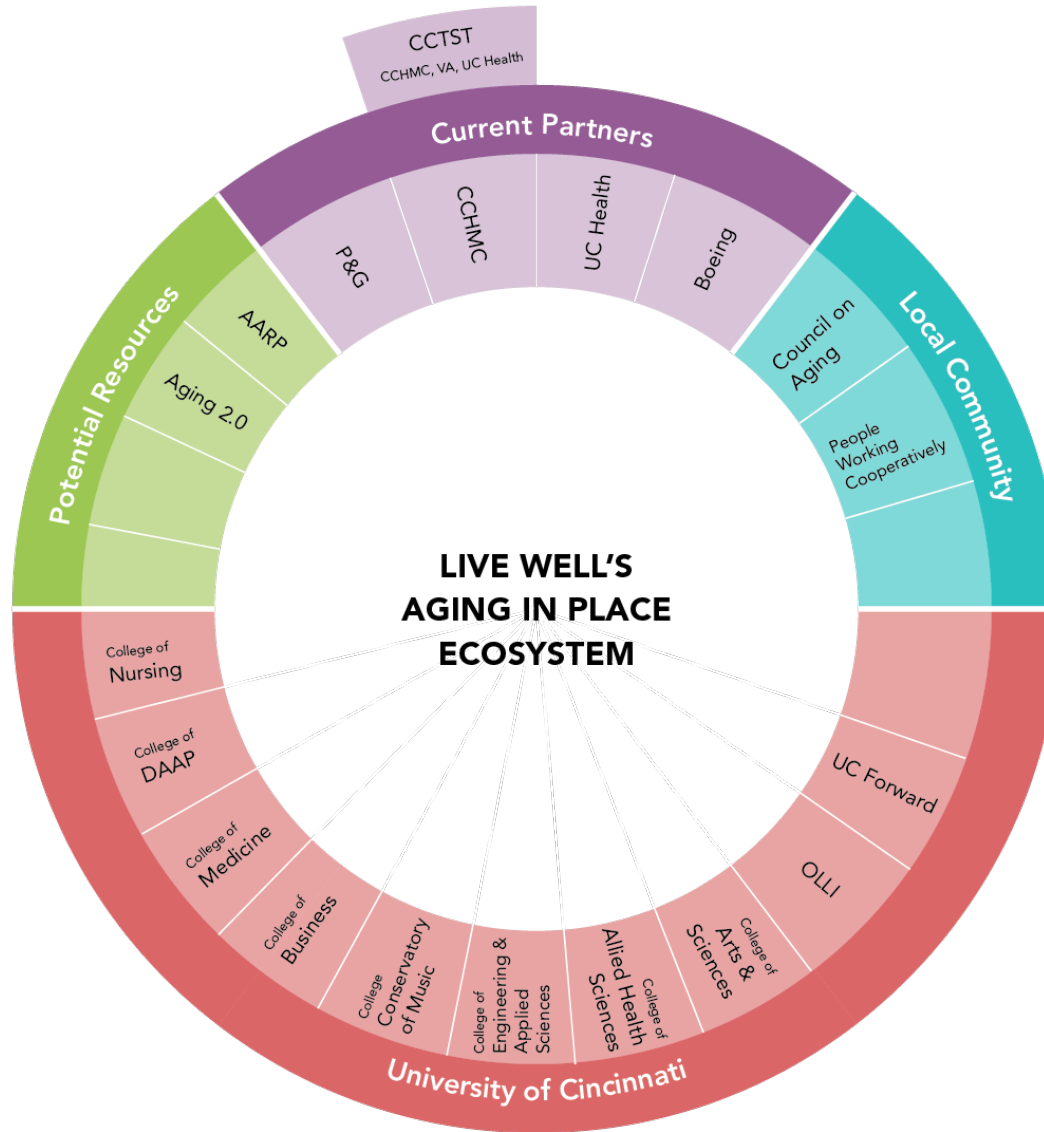 CCTST
CCHMC, VA, UC Health
Current Partners
P&G
CCHMC
UC Health
Boeing
Local Community
Council on
Aging
People
Working
Cooperatively
Potential Resources
AARP
Aging 2.0
LIVE WELL’S
AGING IN PLACE
ECOSYSTEM
College of
Nursing
College of
DAAP
College of
Medicine
College of
Business
College
Conservatory
of Music
College of
Engineering &
Applied
Sciences
College of
Allied Health
Sciences
College of
Arts &
Sciences
OLLI
UC Forward
University of Cincinnati